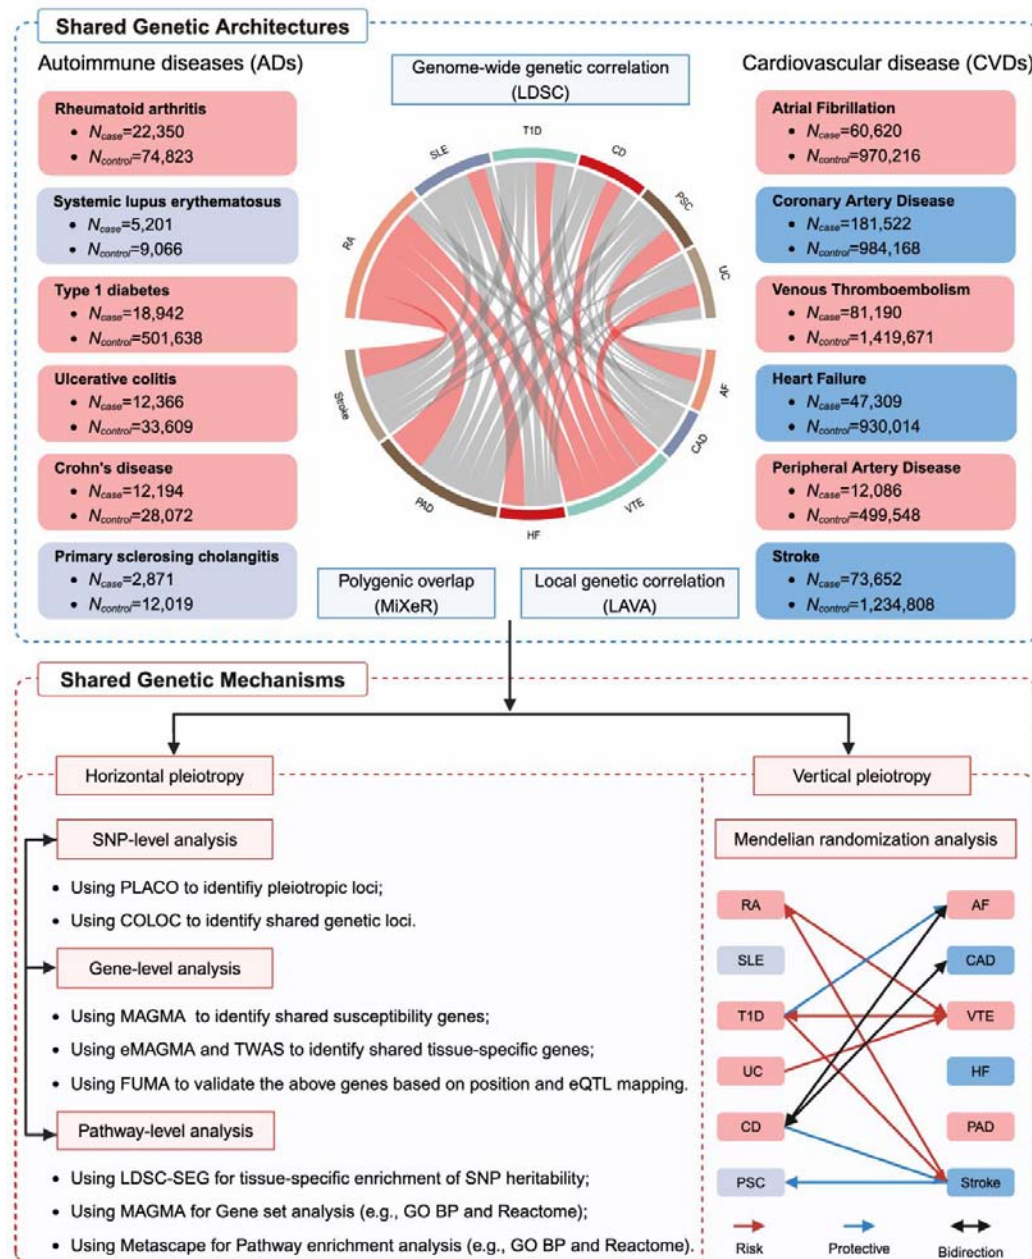 Shared Genetic Architectures
Autoimmune diseases (ADs)
Rheumatoid arthritis
• Ncase=22,350
• Ncontrol=74,823
Systemic lupus erythematosus
• Ncase=5,201
• Ncontrol=9,066
Type 1 diabetes
• Ncase=18,942
• Ncontrol=501,638
Ulcerative colitis
• Ncase=12,366
• Ncontrol=33,609
Crohn's disease
• Ncase=12,194
• Ncontrol=28,072
Primary sclerosing cholangitis
• Ncase=2,871
• Ncontrol=12,019
Genome-wide genetic correlation
(LDSC)
RA
SLE
T1D
CD
PSC
UC
AF
CAD
VTE
HF
PAD
Stroke
Polygenic overlap
(MiXeR)
Local genetic correlation
(LAVA)
Cardiovascular disease (CVDs)
Atrial Fibrillation
• Ncase=60,620
• Ncontrol=970,216
Coronary Artery Disease
• Ncase=181,522
• Ncontrol=984,168
Venous Thromboembolism
• Ncase=81,190
• Ncontrol=1,419,671
Heart Failure
• Ncase=47,309
• Ncontrol=930,014
Peripheral Artery Disease
• Ncase=12,086
• Ncontrol=499,548
Stroke
• Ncase=73,652
• Ncontrol=1,234,808
Shared Genetic Mechanisms
Horizontal pleiotropy
SNP-level analysis
• Using PLACO to identifiy pleiotropic loci;
• Using COLOC to identify shared genetic loci.
Gene-level analysis
• Using MAGMA to identify shared susceptibility genes;
• Using eMAGMA and TWAS to identify shared tissue-specific genes;
• Using FUMA to validate the above genes based on position and eQTL mapping.
Pathway-level analysis
• Using LDSC-SEG for tissue-specific enrichment of SNP heritability;
• Using MAGMA for Gene set analysis (e.g., GO BP and Reactome);
• Using Metascape for Pathway enrichment analysis (e.g., GO BP and Reactome).
Vertical pleiotropy
Mendelian randomization analysis
RA
AF
SLE
CAD
T1D
VTE
UC
HF
CD
PAD
PSC
Stroke
Risk
Protective
Bidirection